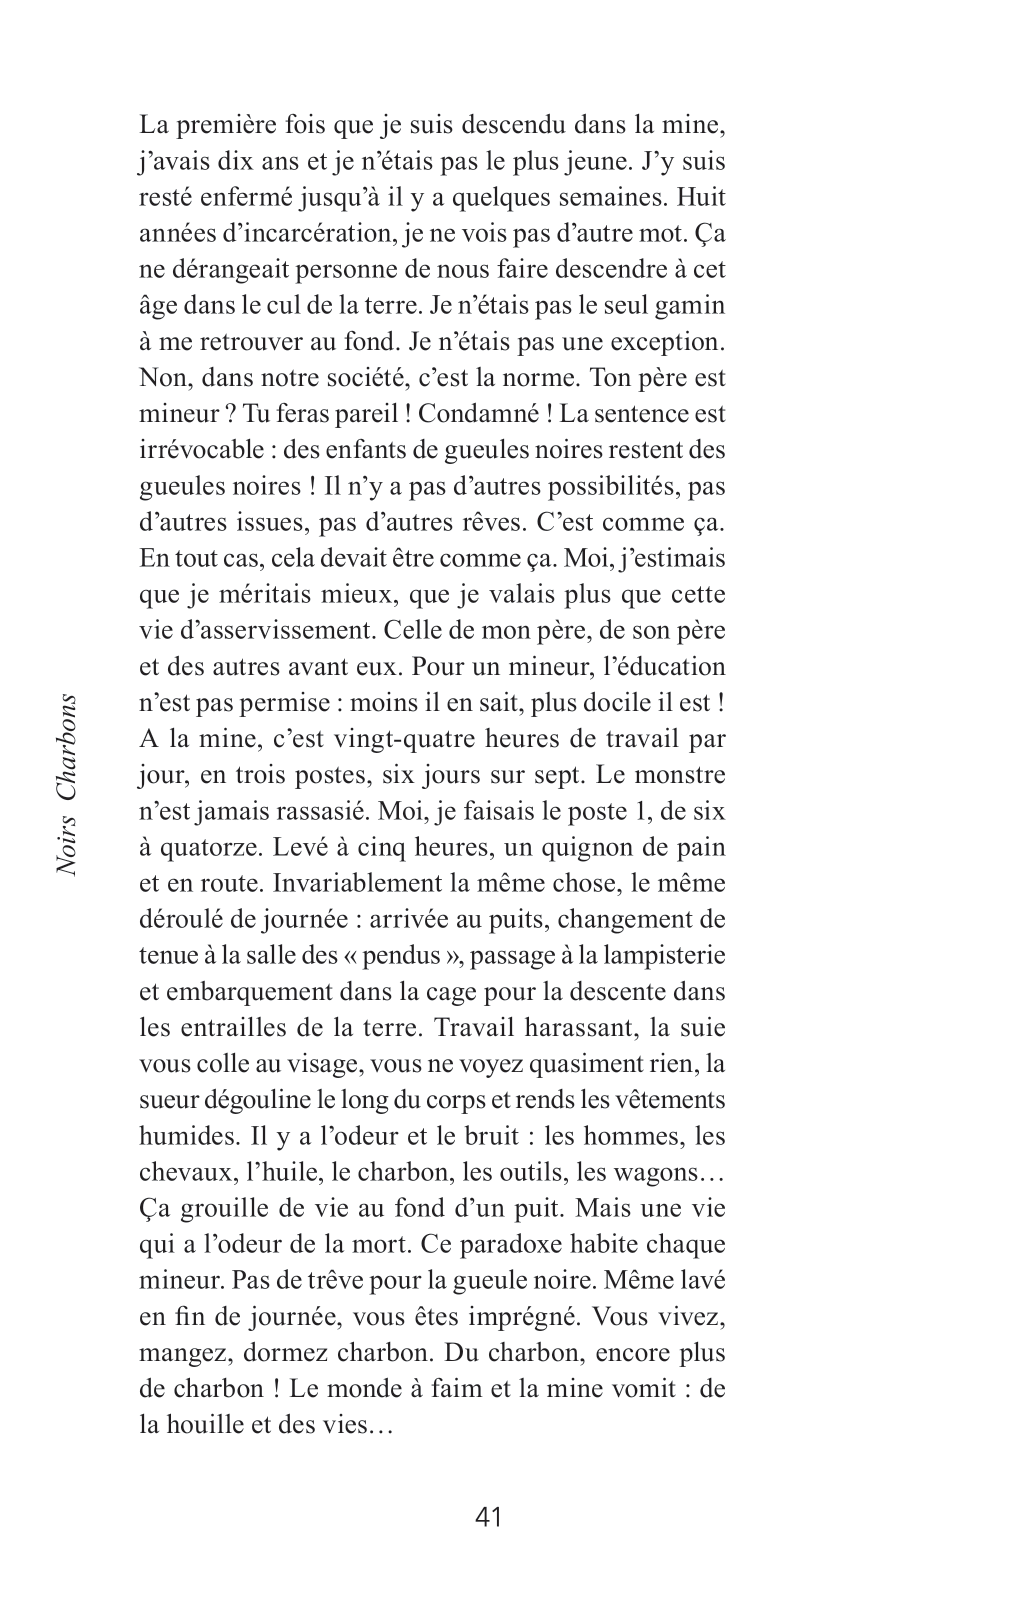 La première fois que je suis descendu dans la mine,
j’avais dix ans et je n’étais pas le plus jeune. J’y suis
resté enfermé jusqu’à il y a quelques semaines. Huit
années d’incarcération, je ne vois pas d’autre mot. Ça
ne dérangeait personne de nous faire descendre à cet
âge dans le cul de la terre. Je n’étais pas le seul gamin
à me retrouver au fond. Je n’étais pas une exception.
Non, dans notre société, c’est la norme. Ton père est
mineur ? Tu feras pareil ! Condamné ! La sentence est
irrévocable : des enfants de gueules noires restent des
gueules noires ! Il n’y a pas d’autres possibilités, pas
d’autres issues, pas d’autres rêves. C’est comme ça.
En tout cas, cela devait être comme ça. Moi, j’estimais
que je méritais mieux, que je valais plus que cette
vie d’asservissement. Celle de mon père, de son père
et des autres avant eux. Pour un mineur, l’éducation
n’est pas permise : moins il en sait, plus docile il est !
A la mine, c’est vingt-quatre heures de travail par
jour, en trois postes, six jours sur sept. Le monstre
n’est jamais rassasié. Moi, je faisais le poste 1, de six
à quatorze. Levé à cinq heures, un quignon de pain
et en route. Invariablement la même chose, le même
déroulé de journée : arrivée au puits, changement de
tenue à la salle des « pendus », passage à la lampisterie
et embarquement dans la cage pour la descente dans
les entrailles de la terre. Travail harassant, la suie
vous colle au visage, vous ne voyez quasiment rien, la
sueur dégouline le long du corps et rends les vêtements
humides. Il y a l’odeur et le bruit : les hommes, les
chevaux, l’huile, le charbon, les outils, les wagons…
Ça grouille de vie au fond d’un puit. Mais une vie
qui a l’odeur de la mort. Ce paradoxe habite chaque
mineur. Pas de trêve pour la gueule noire. Même lavé
en fin de journée, vous êtes imprégné. Vous vivez,
mangez, dormez charbon. Du charbon, encore plus
de charbon ! Le monde à faim et la mine vomit : de
la houille et des vies…
Noirs Charbons
41